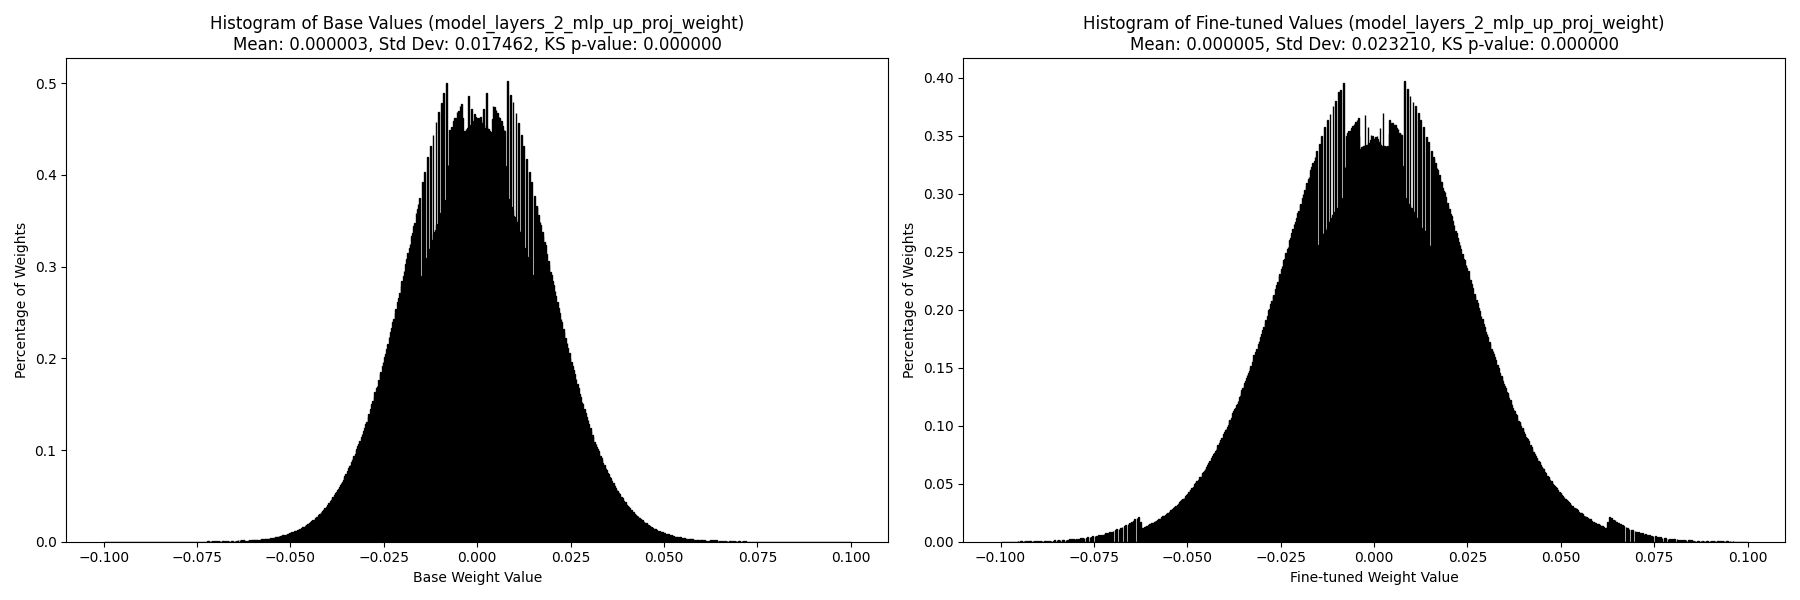 Histogram of Base Values (model_layers_2_mlp_up_proj_weight)
Mean: 0.000003, Std Dev: 0.017462, KS p-value: 0.000000
Percentage of Weights
0.5
0.4
0.3
0.2
0.1
0.0
−0.100 −0.075 −0.050 −0.025 0.000 0.025 0.050 0.075 0.100
Base Weight Value
Histogram of Fine-tuned Values (model_layers_2_mlp_up_proj_weight)
Mean: 0.000005, Std Dev: 0.023210, KS p-value: 0.000000
Percentage of Weights
0.40
0.35
0.30
0.25
0.20
0.15
0.10
0.05
0.00
−0.100 −0.075 −0.050 −0.025 0.000 0.025 0.050 0.075 0.100
Fine-tuned Weight Value